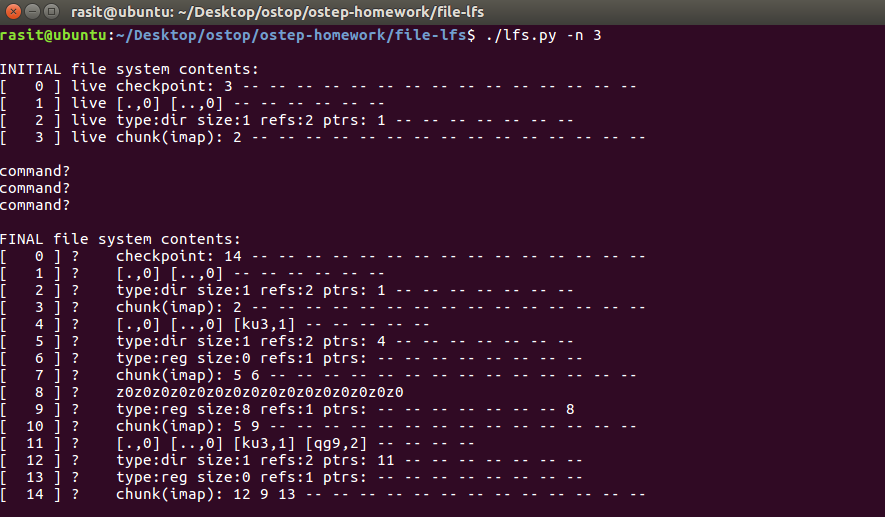 rasit@ubuntu: ~/Desktop/ostop/ostep-homework/file-lfs
rasit@ubuntu:~/Desktop/ostop/ostep-homework/file-lfs$ ./lfs.py -n 3
INITIAL file system contents:
[   0 ] live checkpoint: 3 -- -- -- -- -- -- -- -- -- -- -- -- -- -- --
[   1 ] live [.,0] [..,0] -- -- -- -- -- --
[   2 ] live type:dir size:1 refs:2 ptrs: 1 -- -- -- -- -- -- --
[   3 ] live chunk(imap): 2 -- -- -- -- -- -- -- -- -- -- -- -- -- -- --
command?
command?
command?
FINAL file system contents:
[   0 ] ?    checkpoint: 14 -- -- -- -- -- -- -- -- -- -- -- -- -- -- --
[   1 ] ?    [.,0] [..,0] -- -- -- -- -- --
[   2 ] ?    type:dir size:1 refs:2 ptrs: 1 -- -- -- -- -- -- --
[   3 ] ?    chunk(imap): 2 -- -- -- -- -- -- -- -- -- -- -- -- -- -- --
[   4 ] ?    [.,0] [..,0] [ku3,1] -- -- -- -- --
[   5 ] ?    type:dir size:1 refs:2 ptrs: 4 -- -- -- -- -- -- --
[   6 ] ?    type:reg size:0 refs:1 ptrs: -- -- -- -- -- -- -- --
[   7 ] ?    chunk(imap): 5 6 -- -- -- -- -- -- -- -- -- -- -- -- -- --
[   8 ] ?    z0z0z0z0z0z0z0z0z0z0z0z0z0z0z0z0
[   9 ] ?    type:reg size:8 refs:1 ptrs: -- -- -- -- -- -- -- 8
[  10 ] ?    chunk(imap): 5 9 -- -- -- -- -- -- -- -- -- -- -- -- -- --
[  11 ] ?    [.,0] [..,0] [ku3,1] [qg9,2] -- -- -- --
[  12 ] ?    type:dir size:1 refs:2 ptrs: 11 -- -- -- -- -- -- --
[  13 ] ?    type:reg size:0 refs:1 ptrs: -- -- -- -- -- -- -- --
[  14 ] ?    chunk(imap): 12 9 13 -- -- -- -- -- -- -- -- -- -- -- -- --